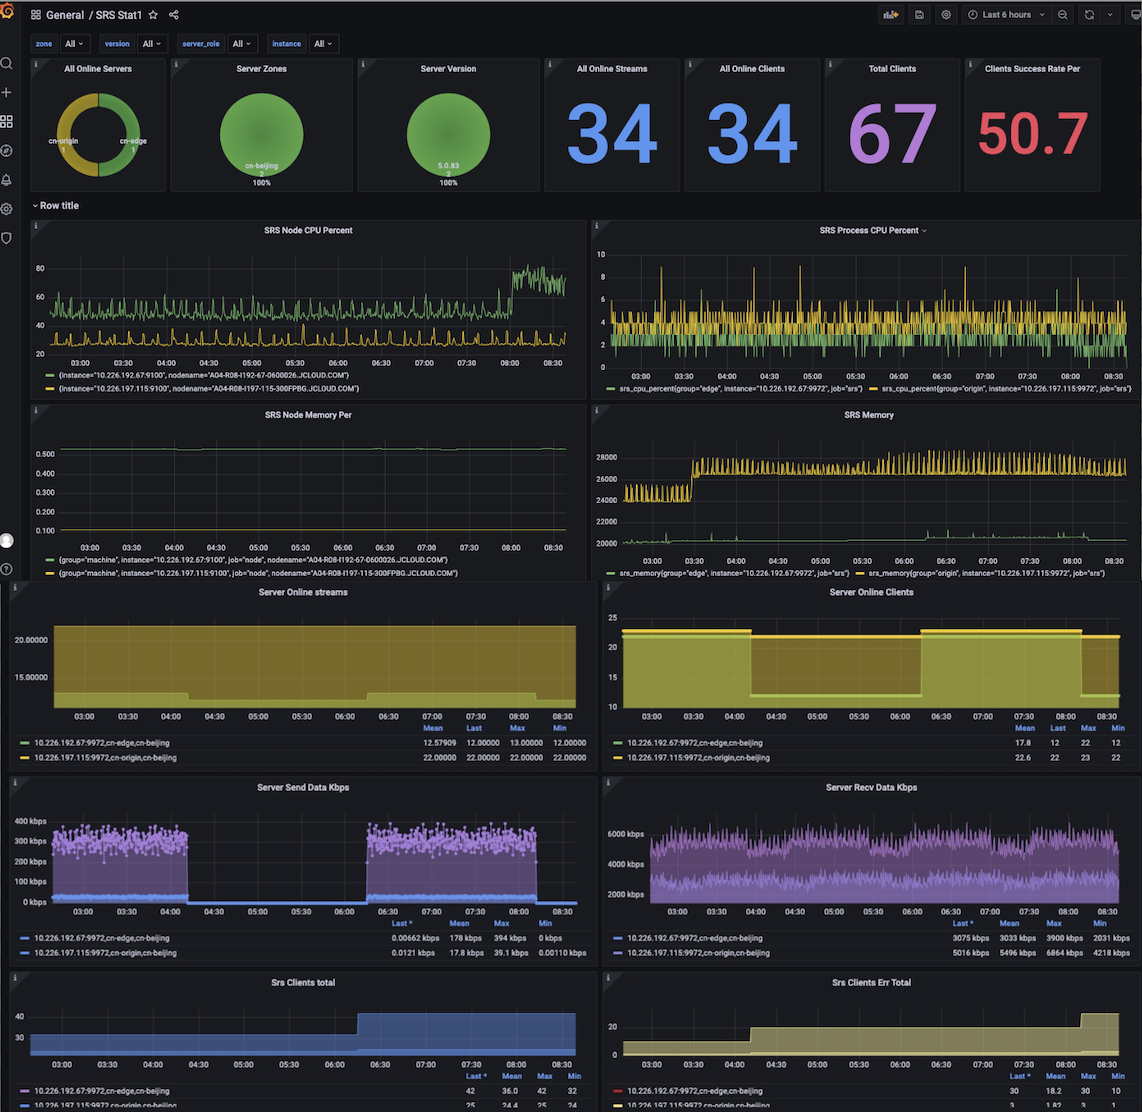 General / SRS Stat1
Last 6 hours
zone All version All server_role All instance All
All Online Servers
cn-origin
1
cn-edge
1
Server Zones
cn-beijing
2
100%
Server Version
5.0.83
2
100%
All Online Streams
34
All Online Clients
34
Total Clients
67
Clients Success Rate Per
50.7
Row title
SRS Node CPU Percent
80
60
40
20
03:00 03:30 04:00 04:30 05:00 05:30 06:00 06:30 07:00 07:30 08:00 08:30
{instance="10.226.192.67:9100", nodename="A04-R08-I192-67-0600026.JCLOUD.COM"}
{instance="10.226.197.115:9100", nodename="A04-R08-I197-115-300FPBG.JCLOUD.COM"}
SRS Process CPU Percent
10
8
6
4
2
0
03:00 03:30 04:00 04:30 05:00 05:30 06:00 06:30 07:00 07:30 08:00 08:30
srs_cpu_percent{group="edge", instance="10.226.192.67:9972", job="srs"} srs_cpu_percent{group="origin", instance="10.226.197.115:9972", job="srs"}
SRS Node Memory Per
0.500
0.400
0.300
0.200
0.100
03:00 03:30 04:00 04:30 05:00 05:30 06:00 06:30 07:00 07:30 08:00 08:30
{group="machine", instance="10.226.192.67:9100", job="node", nodename="A04-R08-I192-67-0600026.JCLOUD.COM"}
{group="machine", instance="10.226.197.115:9100", job="node", nodename="A04-R08-I197-115-300FPBG.JCLOUD.COM"}
SRS Memory
28000
26000
24000
22000
20000
03:00 03:30 04:00 04:30 05:00 05:30 06:00 06:30 07:00 07:30 08:00 08:30
srs_memory{group="edge", instance="10.226.192.67:9972", job="srs"} srs_memory{group="origin", instance="10.226.197.115:9972", job="srs"}
Server Online streams
20.00000
15.00000
03:00 03:30 04:00 04:30 05:00 05:30 06:00 06:30 07:00 07:30 08:00 08:30
Mean Last Max Min
10.226.192.67:9972,cn-edge,cn-beijing 12.57909 12.00000 13.00000 12.00000
10.226.197.115:9972,cn-origin,cn-beijing 22.00000 22.00000 22.00000 22.00000
Server Online Clients
25
20
15
10
03:00 03:30 04:00 04:30 05:00 05:30 06:00 06:30 07:00 07:30 08:00 08:30
Mean Last Max Min
10.226.192.67:9972,cn-edge,cn-beijing 17.8 12 22 12
10.226.197.115:9972,cn-origin,cn-beijing 22.6 22 23 22
Server Send Data Kbps
400 kbps
300 kbps
200 kbps
100 kbps
0 kbps
03:00 03:30 04:00 04:30 05:00 05:30 06:00 06:30 07:00 07:30 08:00 08:30
Last * Mean Max Min
10.226.192.67:9972,cn-edge,cn-beijing 0.00662 kbps 178 kbps 394 kbps 0 kbps
10.226.197.115:9972,cn-origin,cn-beijing 0.0121 kbps 17.8 kbps 39.1 kbps 0.00110 kbps
Server Recv Data Kbps
6000 kbps
4000 kbps
2000 kbps
03:00 03:30 04:00 04:30 05:00 05:30 06:00 06:30 07:00 07:30 08:00 08:30
Last * Mean Max Min
10.226.192.67:9972,cn-edge,cn-beijing 3075 kbps 3033 kbps 3900 kbps 2031 kbps
10.226.197.115:9972,cn-origin,cn-beijing 5016 kbps 5496 kbps 6864 kbps 4218 kbps
Srs Clients total
40
30
03:00 03:30 04:00 04:30 05:00 05:30 06:00 06:30 07:00 07:30 08:00 08:30
Last * Mean Max Min
10.226.192.67:9972,cn-edge,cn-beijing 42 36.0 42 32
10.226.197.115:9972,cn-origin,cn-beijing 25 24.4 25 24
Srs Clients Err Total
20
0
03:00 03:30 04:00 04:30 05:00 05:30 06:00 06:30 07:00 07:30 08:00 08:30
Last * Mean Max Min
10.226.192.67:9972,cn-edge,cn-beijing 30 18.2 30 10
10.226.197.115:9972,cn-origin,cn-beijing 3 1.82 3 1